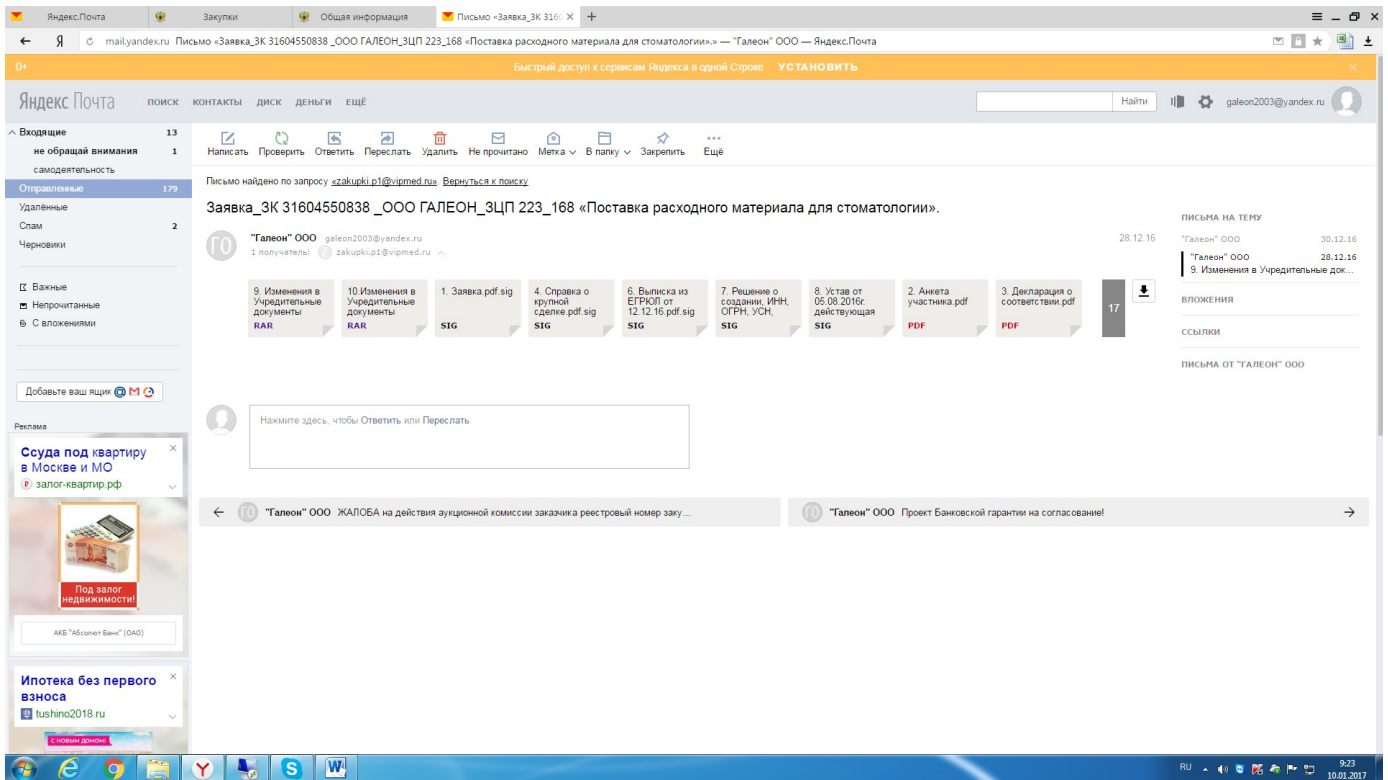 Яндекс.Почта
Закупки
Общая информация
Письмо «Заявка_ЗК 3160
Я
mail.yandex.ru Письмо «Заявка_ЗК 31604550838 _ООО ГАЛЕОН_ЗЦП 223_168 «Поставка расходного материала для стоматологии».» — "Галеон" ООО — Яндекс.Почта
0+
Быстрый доступ к сервисам Яндекса в одной Строке УСТАНОВИТЬ
Яндекс Почта
ПОИСК КОНТАКТЫ ДИСК ДЕНЬГИ ЕЩЁ
Найти
galeon2003@yandex.ru
Входящие 13
не обращай внимания 1
самодеятельность
Отправленные 179
Удалённые
Спам 2
Черновики
Важные
Непрочитанные
С вложениями
Добавьте ваш ящик
Реклама
Ссуда под квартиру
в Москве и МО
залог-квартир.рф
Под залог
недвижимости!
АКБ "Абсолют Банк" (ОАО)
Ипотека без первого
взноса
tushino2018.ru
С НОВЫМ ДОМОМ!
Написать Проверить Ответить Переслать Удалить Не прочитано Метка В папку Закрепить Ещё
Письмо найдено по запросу «zakupki.p1@vipmed.ru». Вернуться к поиску
Заявка_ЗК 31604550838 _ООО ГАЛЕОН_ЗЦП 223_168 «Поставка расходного материала для стоматологии».
ГО
"Галеон" ООО galeon2003@yandex.ru
28.12.16
1 получатель: zakupki.p1@vipmed.ru
9. Изменения в
Учредительные
документы
RAR
10.Изменения в
Учредительные
документы
RAR
1. Заявка.pdf.sig
SIG
4. Справка о
крупной
сделке.pdf.sig
SIG
6. Выписка из
ЕГРЮЛ от
12.12.16.pdf.sig
SIG
7. Решение о
создании, ИНН,
ОГРН, УСН,
SIG
8. Устав от
05.08.2016г.
действующая
SIG
2. Анкета
участника.pdf
PDF
3. Декларация о
соответствии.pdf
PDF
17
Нажмите здесь, чтобы Ответить или Переслать
ГО "Галеон" ООО ЖАЛОБА на действия аукционной комиссии заказчика реестровый номер заку...
ГО "Галеон" ООО Проект Банковской гарантии на согласование!
ПИСЬМА НА ТЕМУ
"Галеон" ООО 30.12.16
"Галеон" ООО 28.12.16
9. Изменения в Учредительные док...
ВЛОЖЕНИЯ
ССЫЛКИ
ПИСЬМА ОТ "ГАЛЕОН" ООО
RU
9:23
10.01.2017